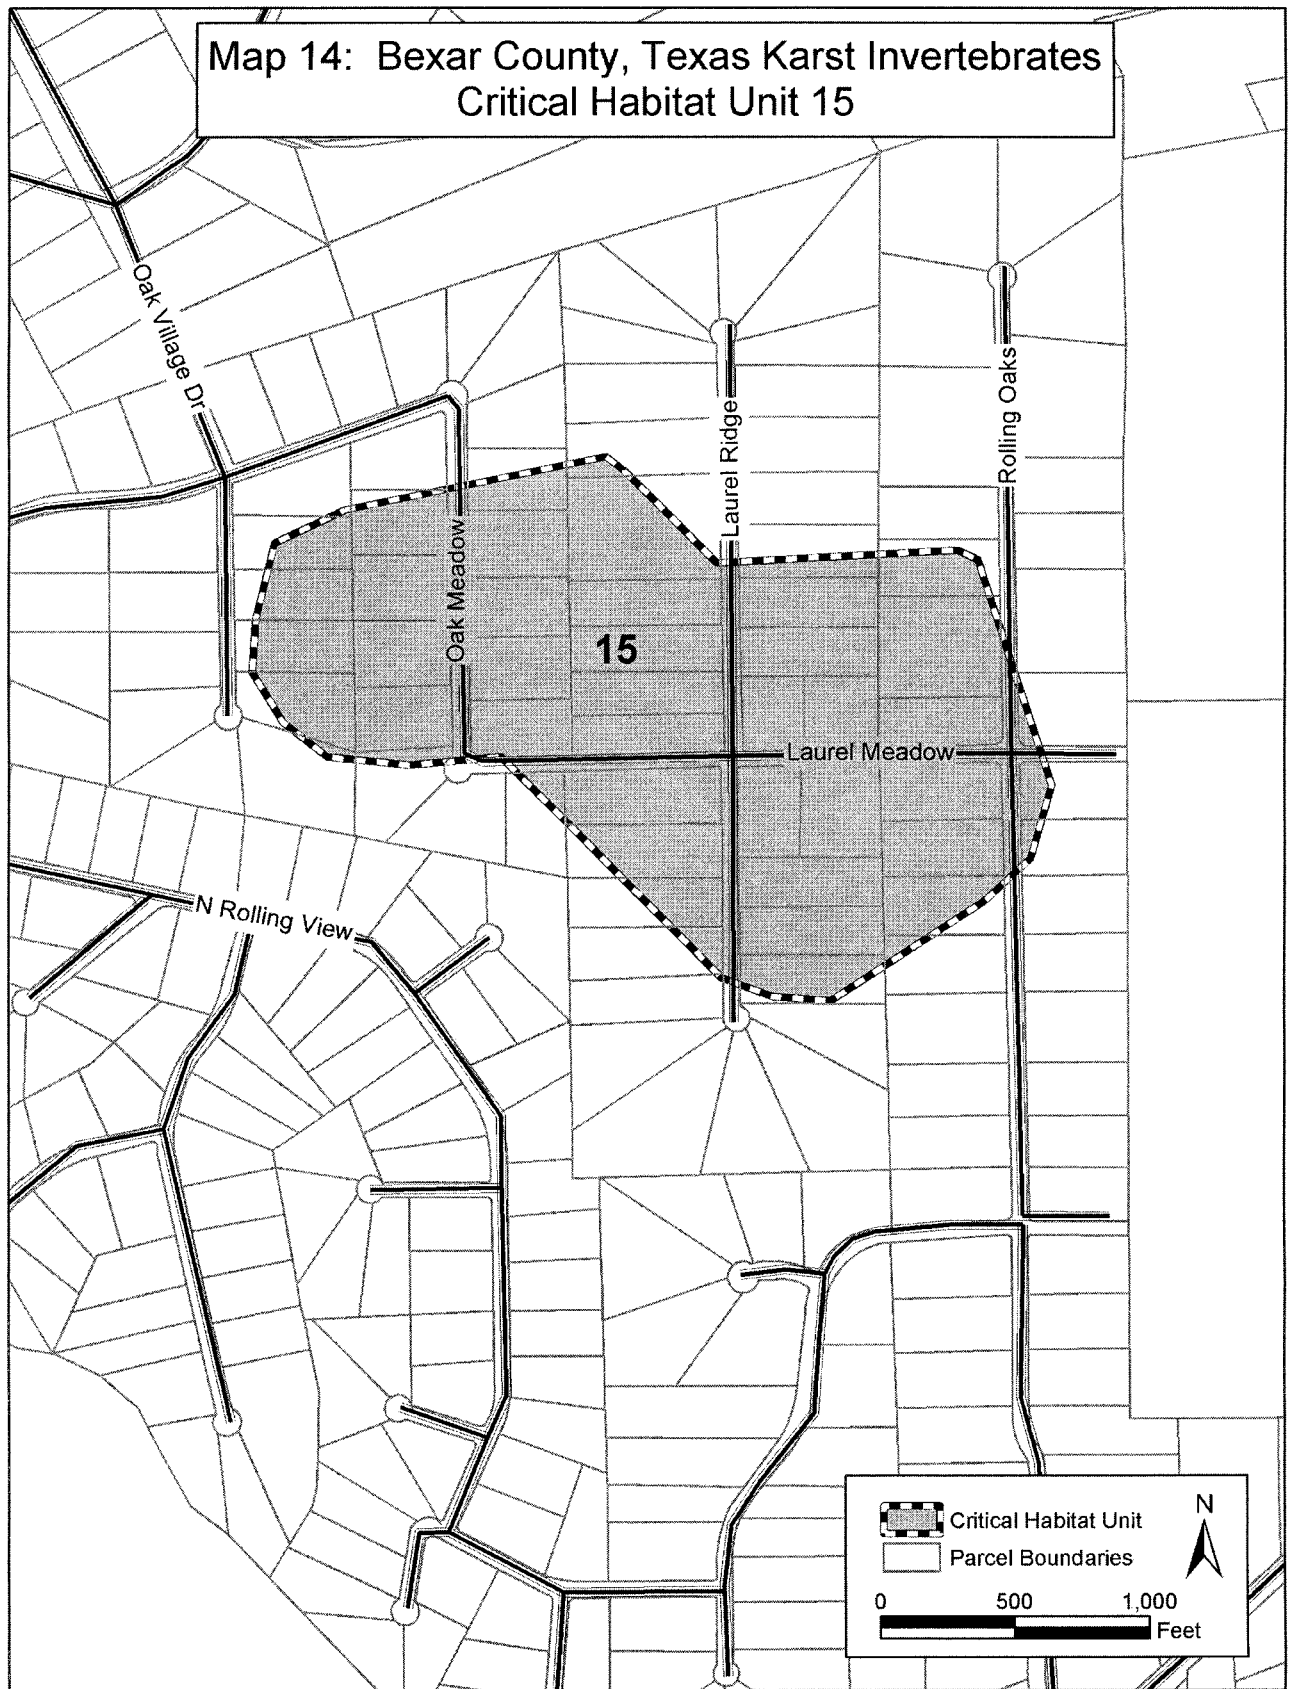 Map 14: Bexar County, Texas Karst Invertebrates
Critical Habitat Unit 15
Oak Village Dr
Laurel Ridge
Rolling Oaks
Oak Meadow
15
Laurel Meadow
N Rolling View
Critical Habitat Unit
Parcel Boundaries
N
0 500 1,000
Feet